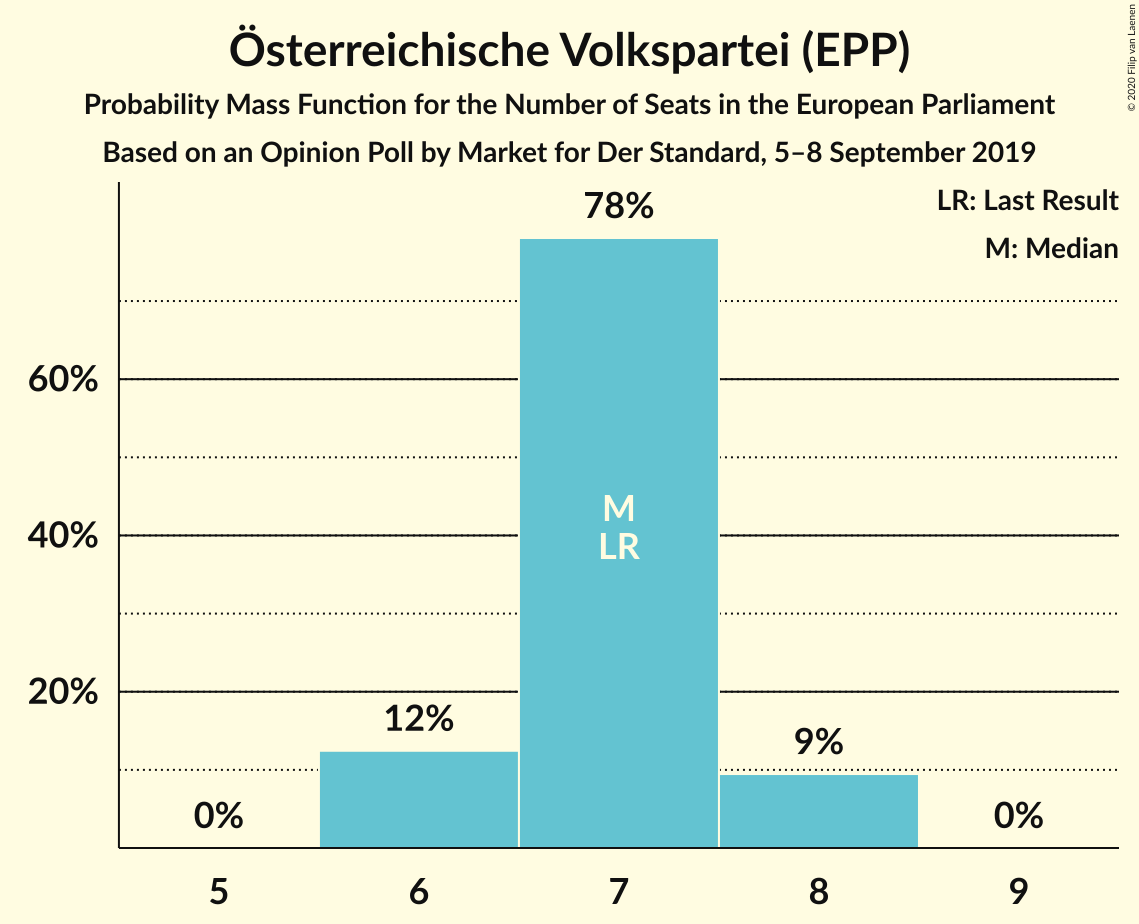 Österreichische Volkspartei (EPP)
Probability Mass Function for the Number of Seats in the European Parliament
Based on an Opinion Poll by Market for Der Standard, 5–8 September 2019
© 2020 Filip van Laenen
LR: Last Result
M: Median
78%
60%
M
40%
LR
20%
12%
9%
0%
0%
5
6
7
8
9